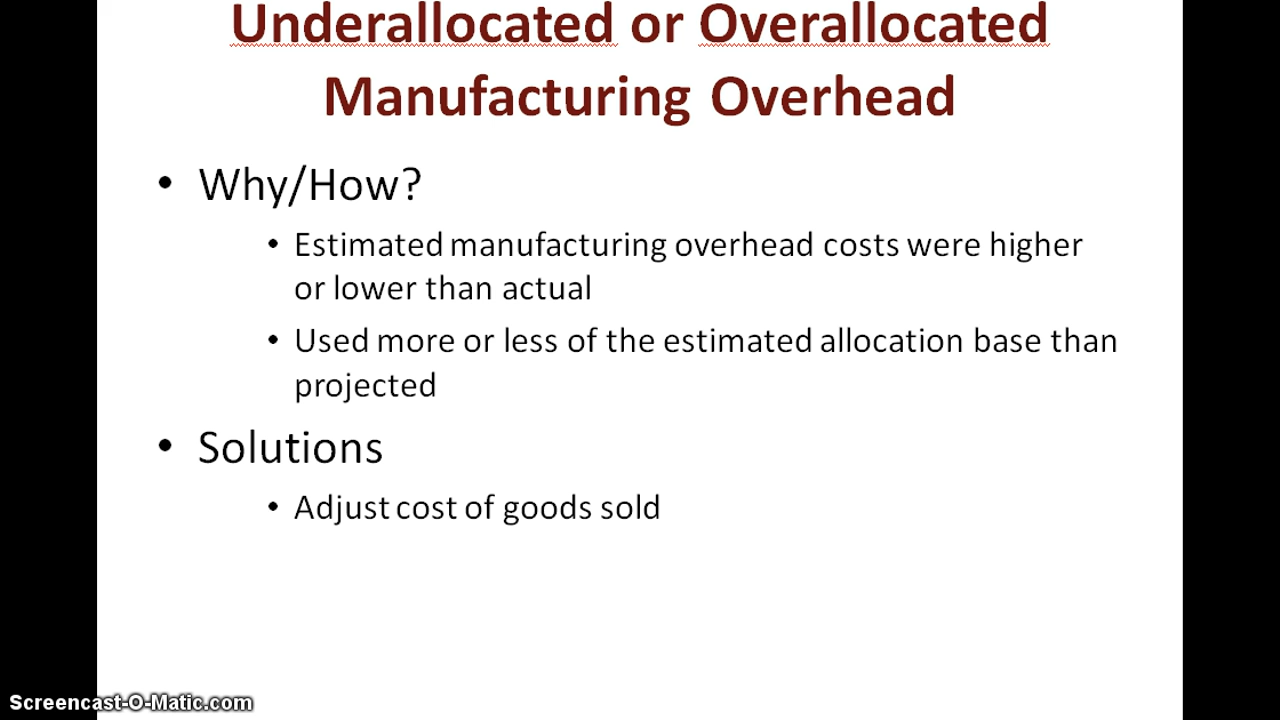 Underallocated or Overallocated
Manufacturing Overhead
• Why/How?
• Estimated manufacturing overhead costs were higher
or lower than actual
• Used more or less of the estimated allocation base than
projected
• Solutions
• Adjust cost of goods sold
Screencast-O-Matic.com